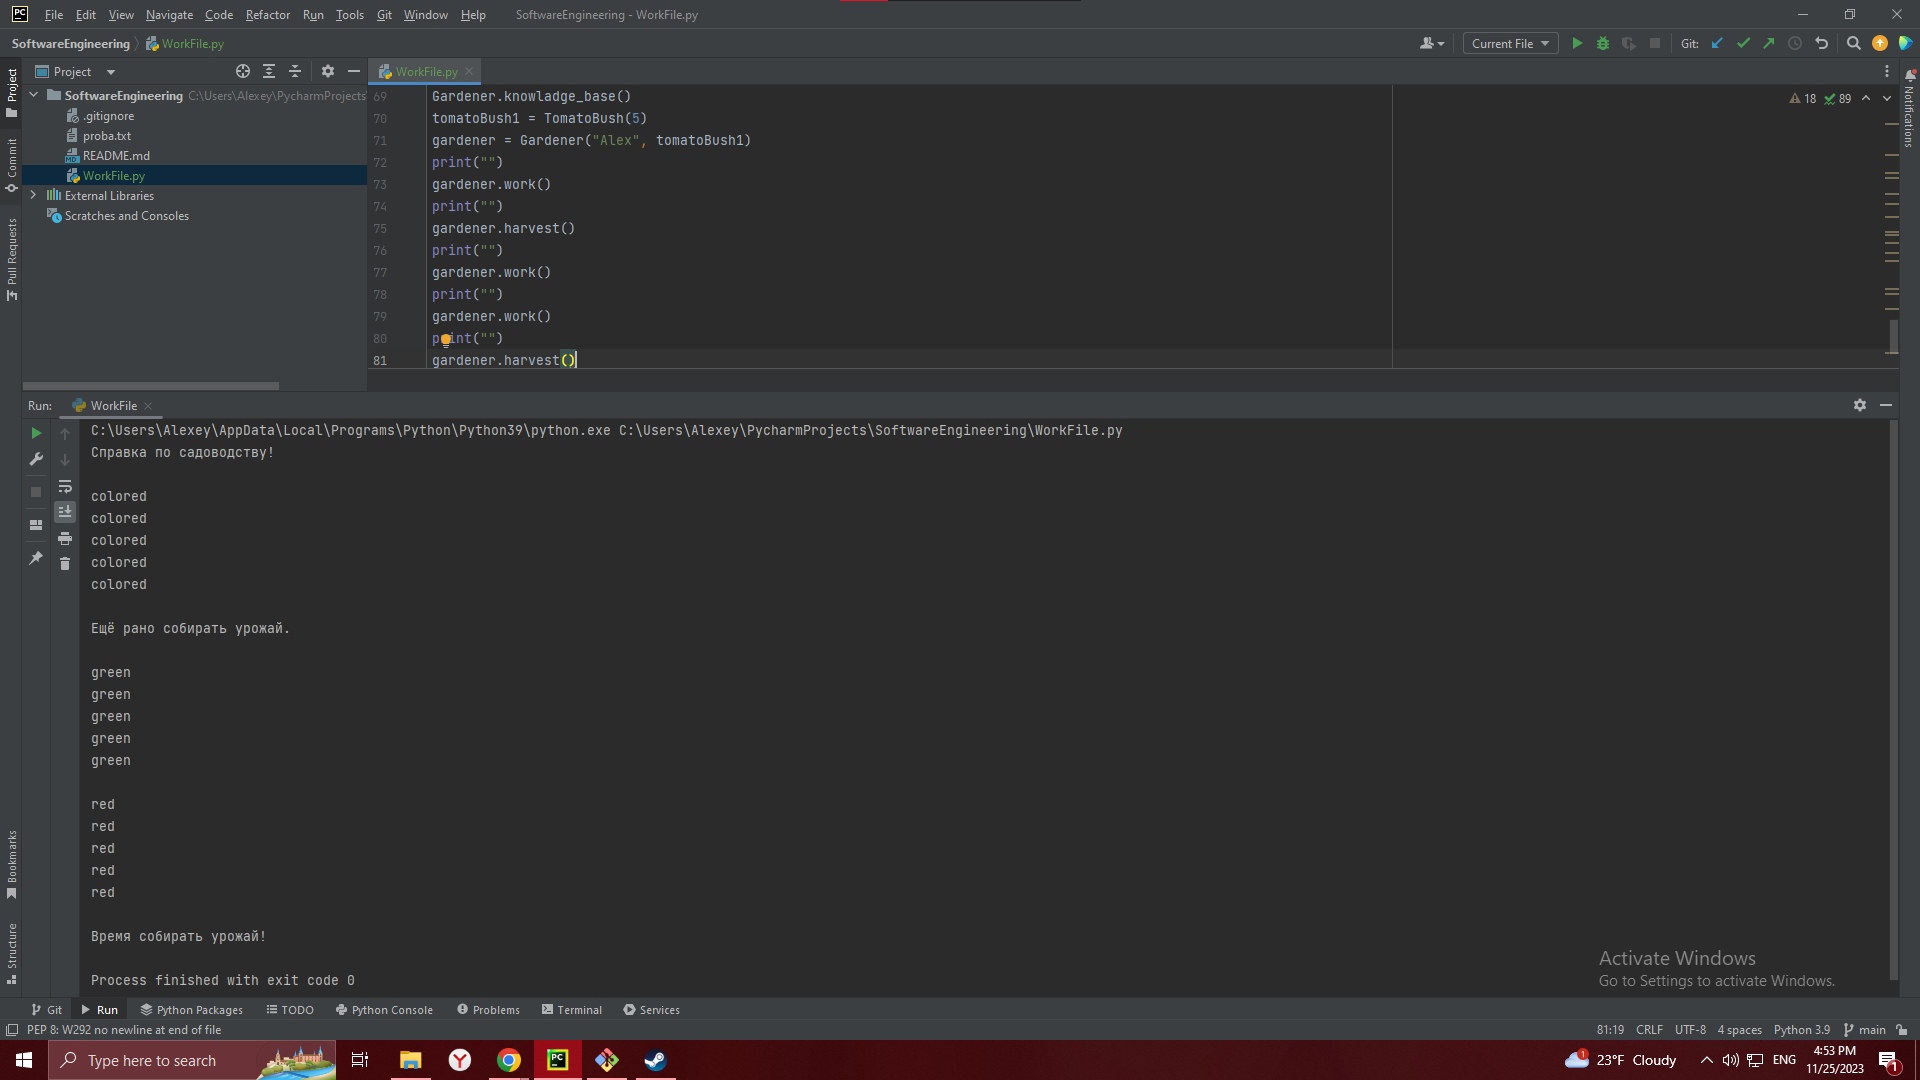 File Edit View Navigate Code Refactor Run Tools Git Window Help SoftwareEngineering - WorkFile.py
SoftwareEngineering WorkFile.py Current File Git:
Project WorkFile.py
SoftwareEngineering C:\Users\Alexey\PycharmProjects
.gitignore
proba.txt
README.md
WorkFile.py
External Libraries
Scratches and Consoles
Project
Commit
Pull Requests
Bookmarks
Structure
Notifications
18 89
69 Gardener.knowladge_base()
70 tomatoBush1 = TomatoBush(5)
71 gardener = Gardener("Alex", tomatoBush1)
72 print("")
73 gardener.work()
74 print("")
75 gardener.harvest()
76 print("")
77 gardener.work()
78 print("")
79 gardener.work()
80 print("")
81 gardener.harvest()
Run: WorkFile
C:\Users\Alexey\AppData\Local\Programs\Python\Python39\python.exe C:\Users\Alexey\PycharmProjects\SoftwareEngineering\WorkFile.py
Справка по садоводству!
colored
colored
colored
colored
colored
Ещё рано собирать урожай.
green
green
green
green
green
red
red
red
red
red
Время собирать урожай!
Process finished with exit code 0
Activate Windows
Go to Settings to activate Windows.
Git Run Python Packages TODO Python Console Problems Terminal Services
PEP 8: W292 no newline at end of file 81:19 CRLF UTF-8 4 spaces Python 3.9 main
Type here to search 23°F Cloudy ENG 4:53 PM
11/25/2023